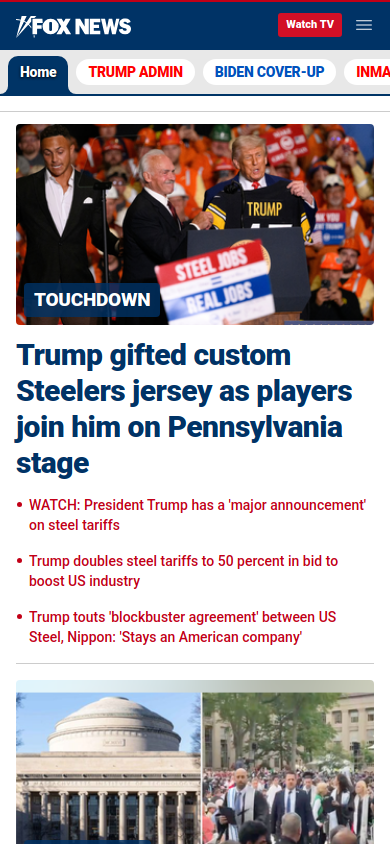 FOX NEWS
Watch TV
Home
TRUMP ADMIN
BIDEN COVER-UP
INMA
TRUMP
STEEL JOBS
REAL JOBS
TOUCHDOWN
Trump gifted custom
Steelers jersey as players
join him on Pennsylvania
stage
WATCH: President Trump has a 'major announcement'
on steel tariffs
Trump doubles steel tariffs to 50 percent in bid to
boost US industry
Trump touts 'blockbuster agreement' between US
Steel, Nippon: 'Stays an American company'